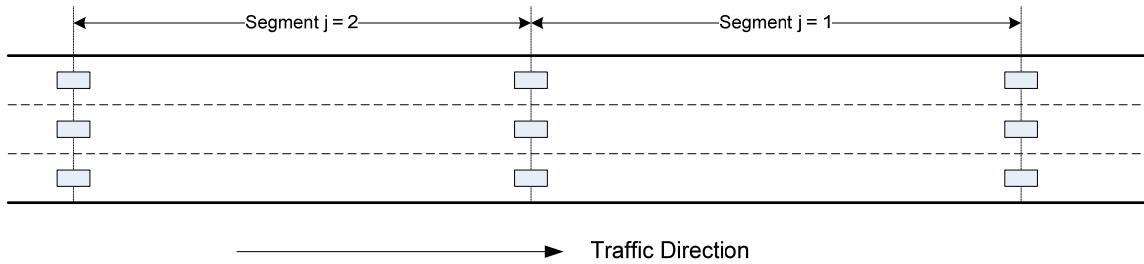 Segment j = 2
Segment j = 1
Traffic Direction